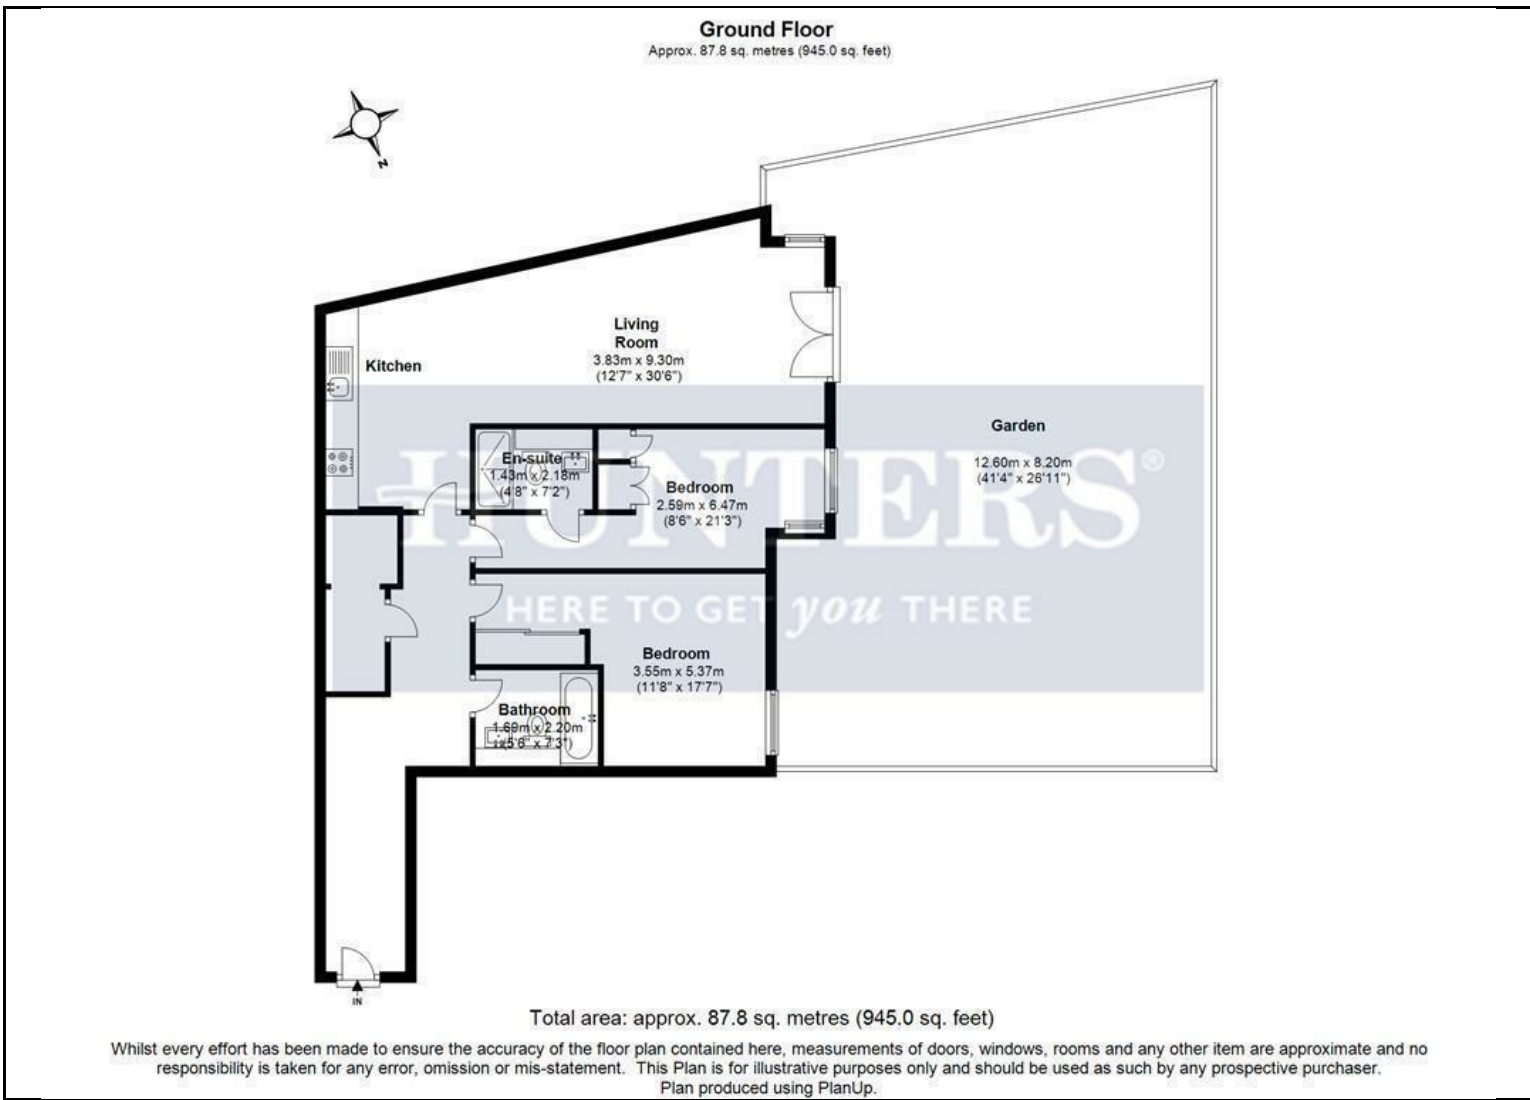 Ground Floor
Approx. 87.8 sq. metres (945.0 sq. feet)
N
Living
Room
3.83m x 9.30m
(12'7" x 30'6")
Kitchen
Garden
12.60m x 8.20m
(41'4" x 26'11")
En-suite
1.43m x 2.18m
(4'8" x 7'2")
Bedroom
2.59m x 6.47m
(8'6" x 21'3")
HUNTERS®
HERE TO GET you THERE
Bedroom
3.55m x 5.37m
(11'8" x 17'7")
Bathroom
1.69m x 2.20m
(5'6" x 7'3")
IN
Total area: approx. 87.8 sq. metres (945.0 sq. feet)
Whilst every effort has been made to ensure the accuracy of the floor plan contained here, measurements of doors, windows, rooms and any other item are approximate and no
responsibility is taken for any error, omission or mis-statement. This Plan is for illustrative purposes only and should be used as such by any prospective purchaser.
Plan produced using PlanUp.